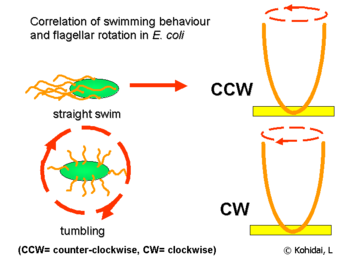 Correlation of swimming behaviour
and flagellar rotation in E. coli
CCW
straight swim
CW
tumbling
(CCW= counter-clockwise, CW= clockwise)
© Kohidai, L